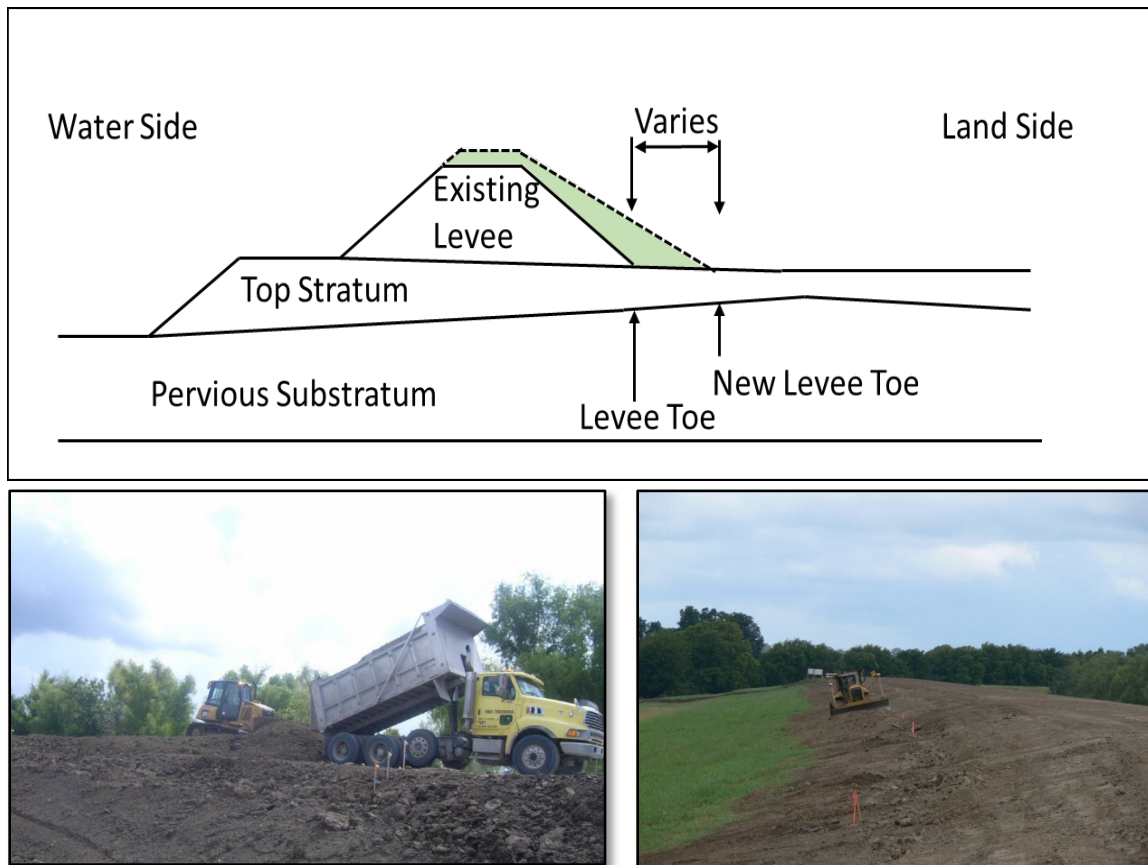 Water Side
Varies
Land Side
Existing
Levee
Top Stratum
Pervious Substratum
New Levee Toe
Levee Toe